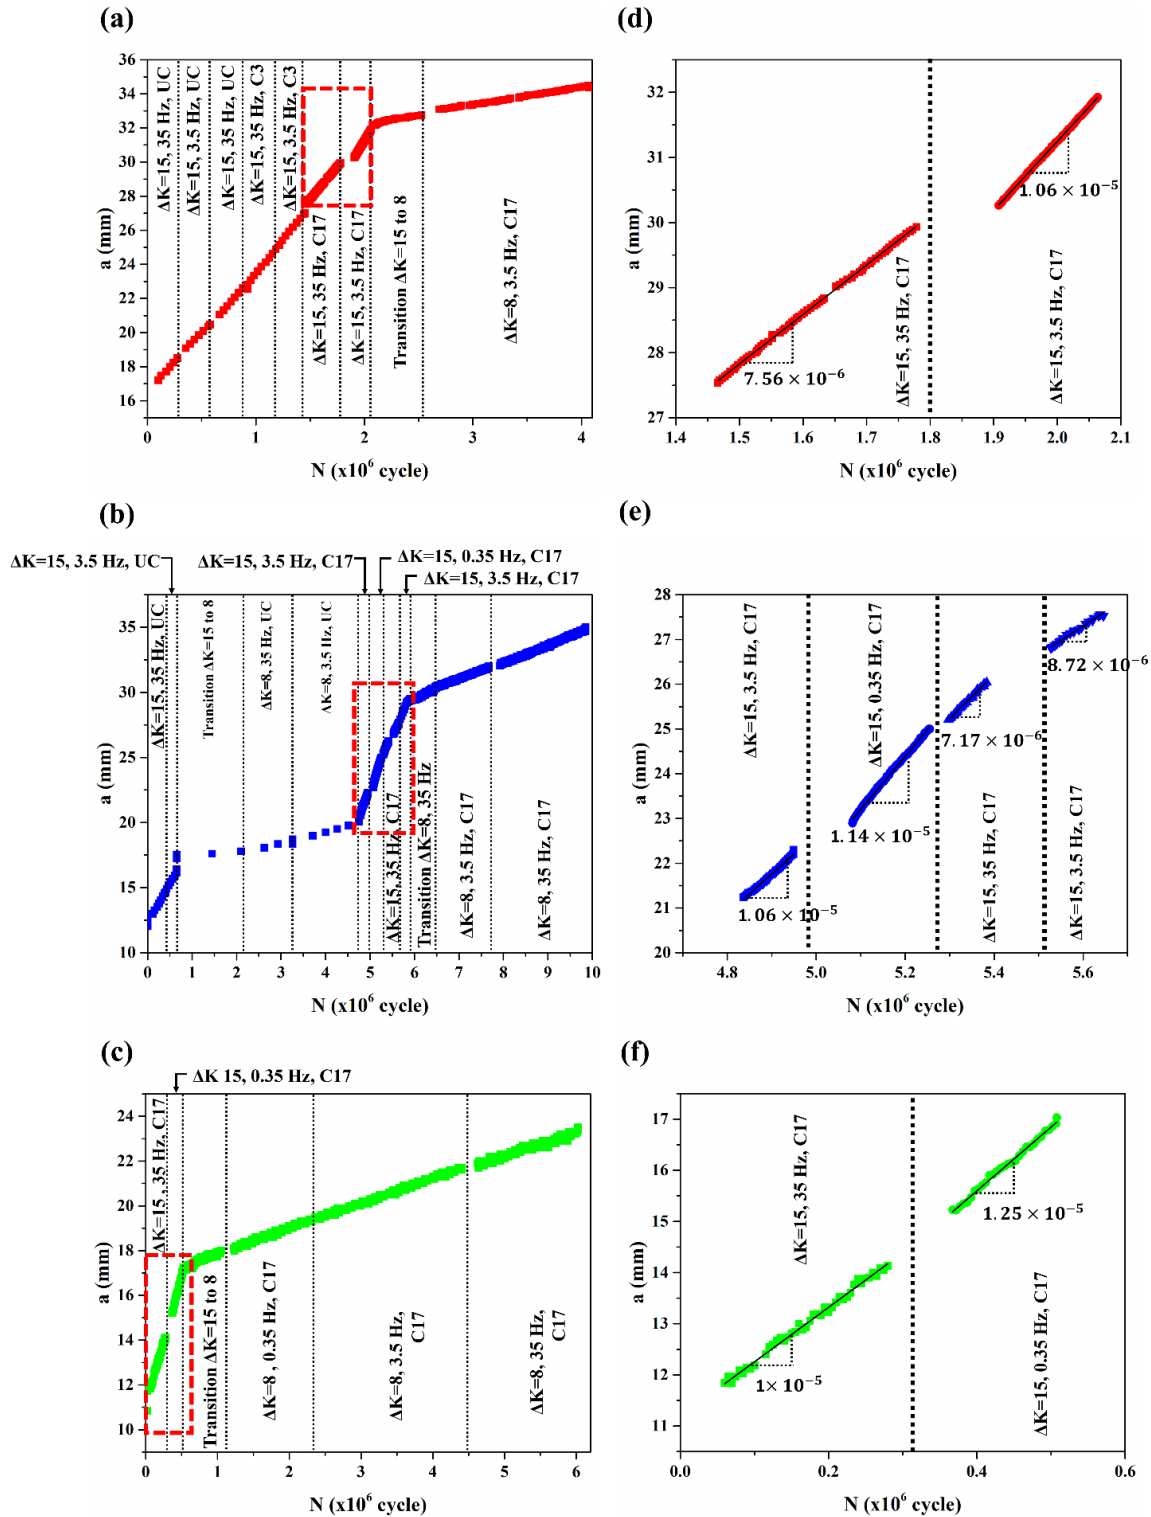 (a)
36
34
32
30
28
26
24
22
20
18
16
a (mm)
ΔK=15, 35 Hz, UC
ΔK=15, 3.5 Hz, UC
ΔK=15, 35 Hz, UC
ΔK=15, 35 Hz, C3
ΔK=15, 3.5 Hz, C3
ΔK=15, 35 Hz, C17
ΔK=15, 3.5 Hz, C17
Transition ΔK=15 to 8
ΔK=8, 3.5 Hz, C17
0 1 2 3 4
N (x10⁶ cycle)
(d)
32
31
30
29
28
27
a (mm)
7.56 × 10⁻⁶
1.06 × 10⁻⁵
ΔK=15, 35 Hz, C17
ΔK=15, 3.5 Hz, C17
1.4 1.5 1.6 1.7 1.8 1.9 2.0 2.1
N (x10⁶ cycle)
(b)
ΔK=15, 3.5 Hz, UC
ΔK=15, 3.5 Hz, C17
ΔK=15, 0.35 Hz, C17
ΔK=15, 3.5 Hz, C17
35
30
25
20
15
10
a (mm)
ΔK=15, 35 Hz, UC
Transition ΔK=15 to 8
ΔK=8, 35 Hz, UC
ΔK=8, 3.5 Hz, UC
ΔK=15, 35 Hz, C17
Transition ΔK=8, 35 Hz
ΔK=8, 3.5 Hz, C17
ΔK=8, 35 Hz, C17
0 1 2 3 4 5 6 7 8 9 10
N (x10⁶ cycle)
(e)
28
27
26
25
24
23
22
21
20
a (mm)
ΔK=15, 3.5 Hz, C17
ΔK=15, 0.35 Hz, C17
ΔK=15, 35 Hz, C17
ΔK=15, 3.5 Hz, C17
1.06 × 10⁻⁵
1.14 × 10⁻⁵
7.17 × 10⁻⁶
8.72 × 10⁻⁶
4.8 5.0 5.2 5.4 5.6
N (x10⁶ cycle)
(c)
ΔK 15, 0.35 Hz, C17
24
22
20
18
16
14
12
10
a (mm)
ΔK=15 , 35 Hz, C17
Transition ΔK=15 to 8
ΔK=8 , 0.35 Hz, C17
ΔK=8, 3.5 Hz,
C17
ΔK=8, 35 Hz,
C17
0 1 2 3 4 5 6
N (x10⁶ cycle)
(f)
17
16
15
14
13
12
11
a (mm)
ΔK=15, 35 Hz, C17
ΔK=15, 0.35 Hz, C17
1× 10⁻⁵
1.25 × 10⁻⁵
0.0 0.2 0.4 0.6
N (x10⁶ cycle)